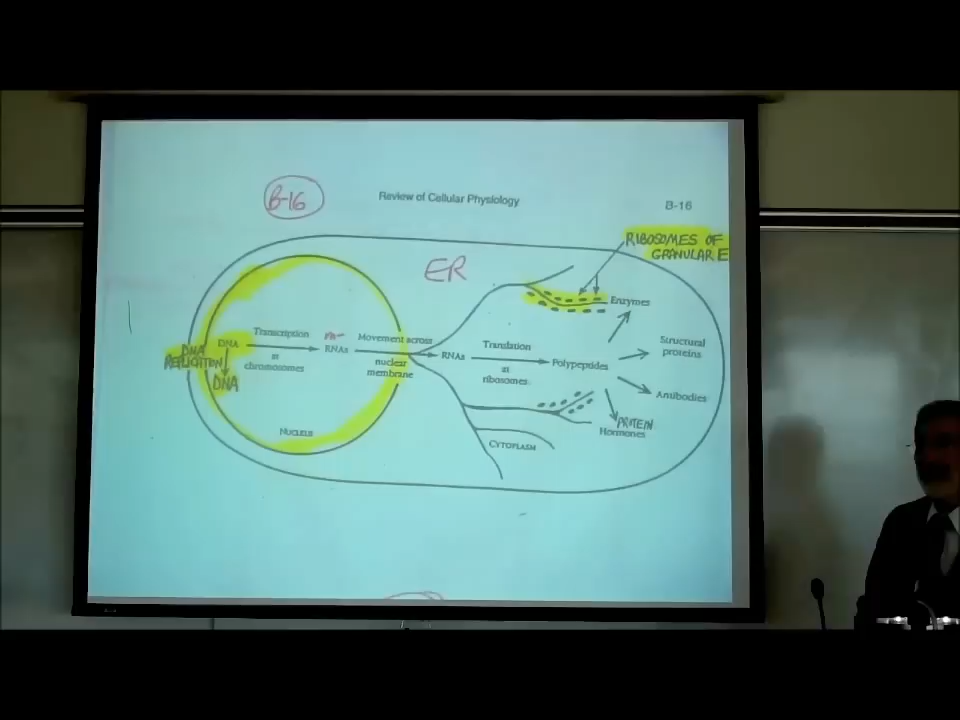 B-16
Review of Cellular Physiology
B-16
RIBOSOMES OF
GRANULAR E
ER
Enzymes
DNA
Transcription
at
chromosomes
m-
RNAs
Movement across
nuclear
membrane
RNAs
Translation
at
ribosomes
Polypeptides
Structural
proteins
DNA
REPLICATION
DNA
Antibodies
PROTEIN
Hormones
NUCLEUS
CYTOPLASM